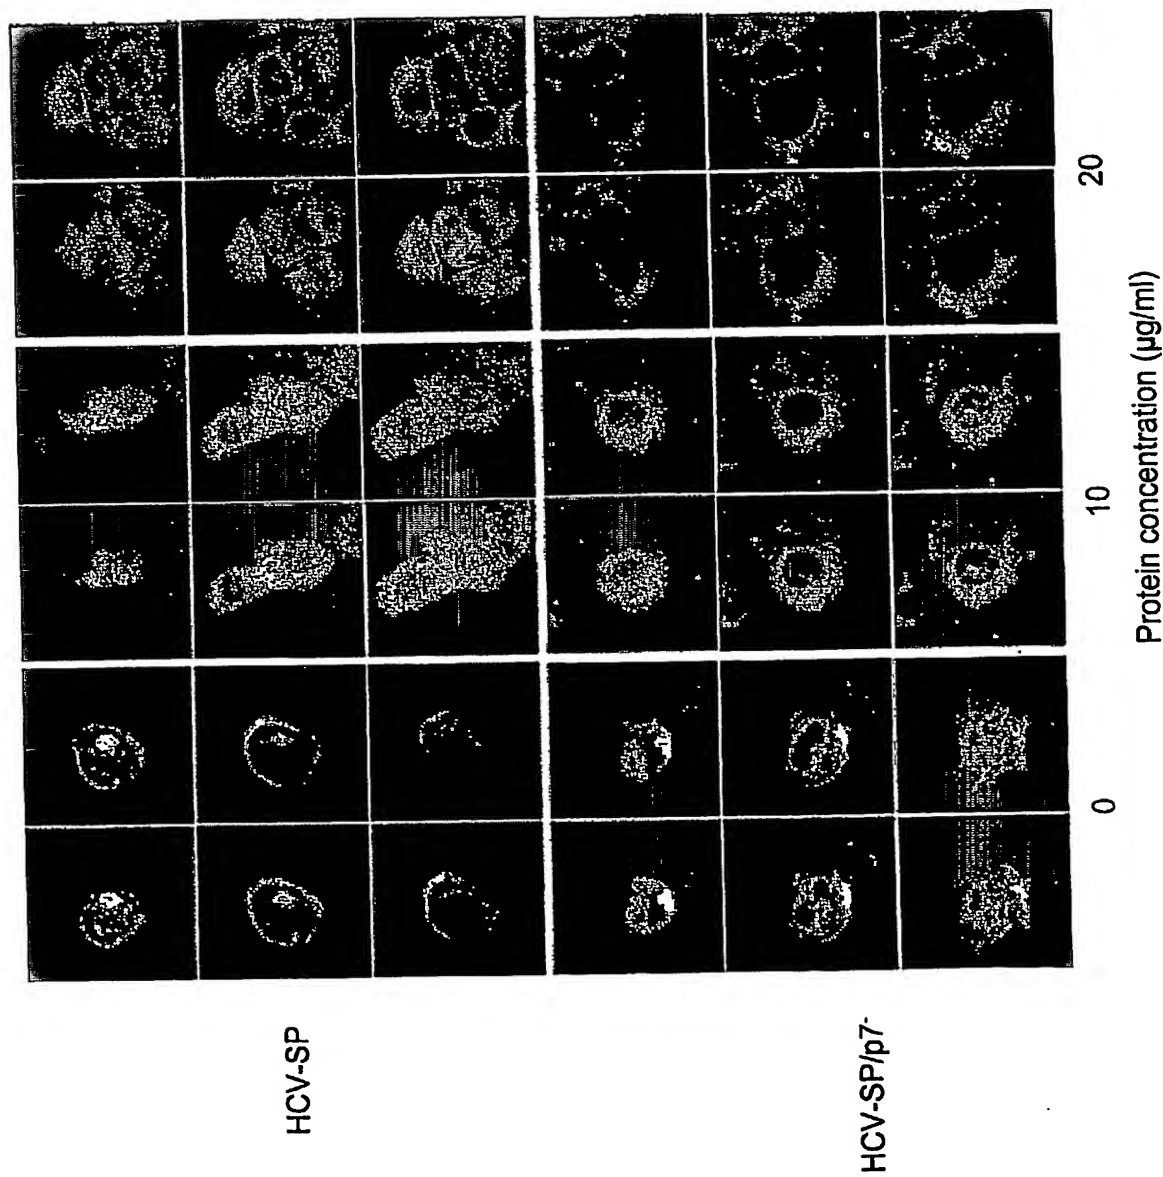 HCV-SP
HCV-SP/p7⁻
0
10
20
Protein concentration (µg/ml)